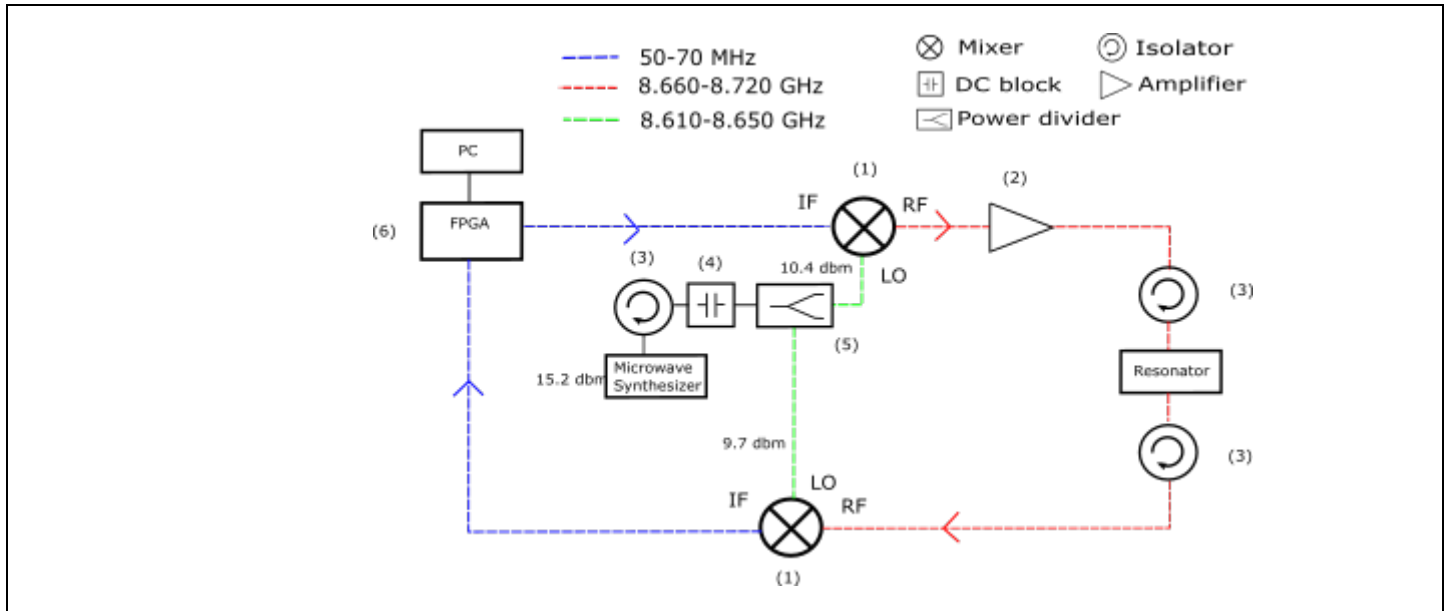 50-70 MHz
8.660-8.720 GHz
8.610-8.650 GHz
Mixer
Isolator
DC block
Amplifier
Power divider
PC
FPGA
(6)
(1)
IF
RF
LO
(2)
10.4 dbm
(3)
(4)
(5)
15.2 dbm
Microwave
Synthesizer
(3)
Resonator
(3)
9.7 dbm
LO
IF
RF
(1)